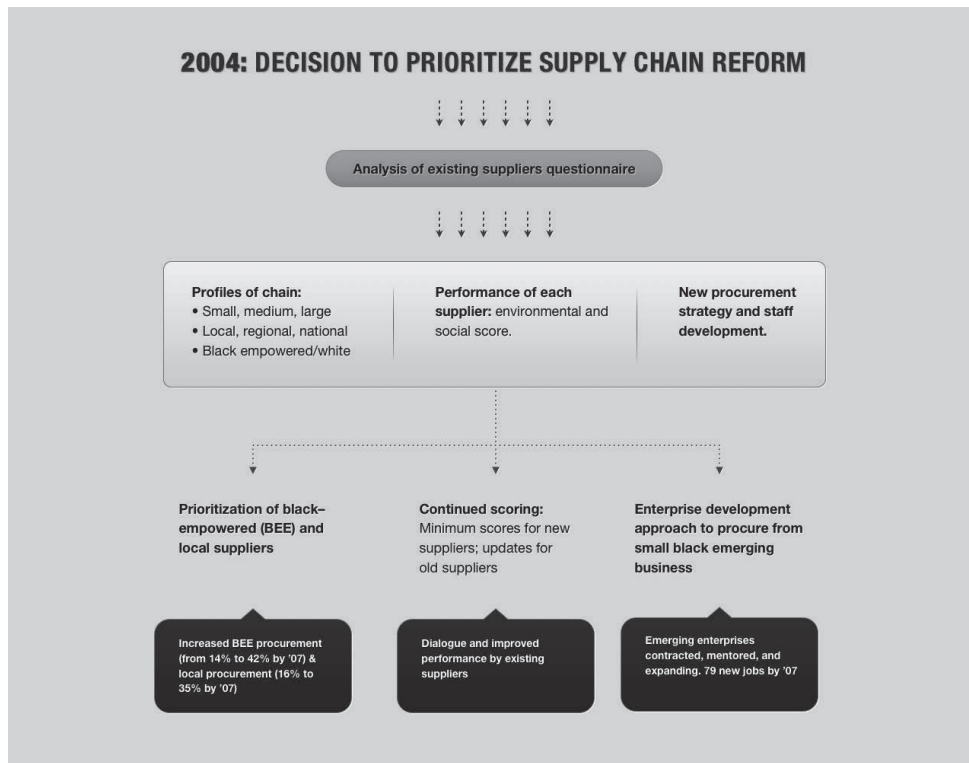 2004: DECISION TO PRIORITIZE SUPPLY CHAIN REFORM
Analysis of existing suppliers questionnaire
Profiles of chain:
• Small, medium, large
• Local, regional, national
• Black empowered/white
Performance of each
supplier: environmental and
social score.
New procurement
strategy and staff
development.
Prioritization of black–
empowered (BEE) and
local suppliers
Continued scoring:
Minimum scores for new
suppliers; updates for
old suppliers
Enterprise development
approach to procure from
small black emerging
business
Increased BEE procurement
(from 14% to 42% by '07) &
local procurement (16% to
35% by '07)
Dialogue and improved
performance by existing
suppliers
Emerging enterprises
contracted, mentored, and
expanding. 79 new jobs by '07